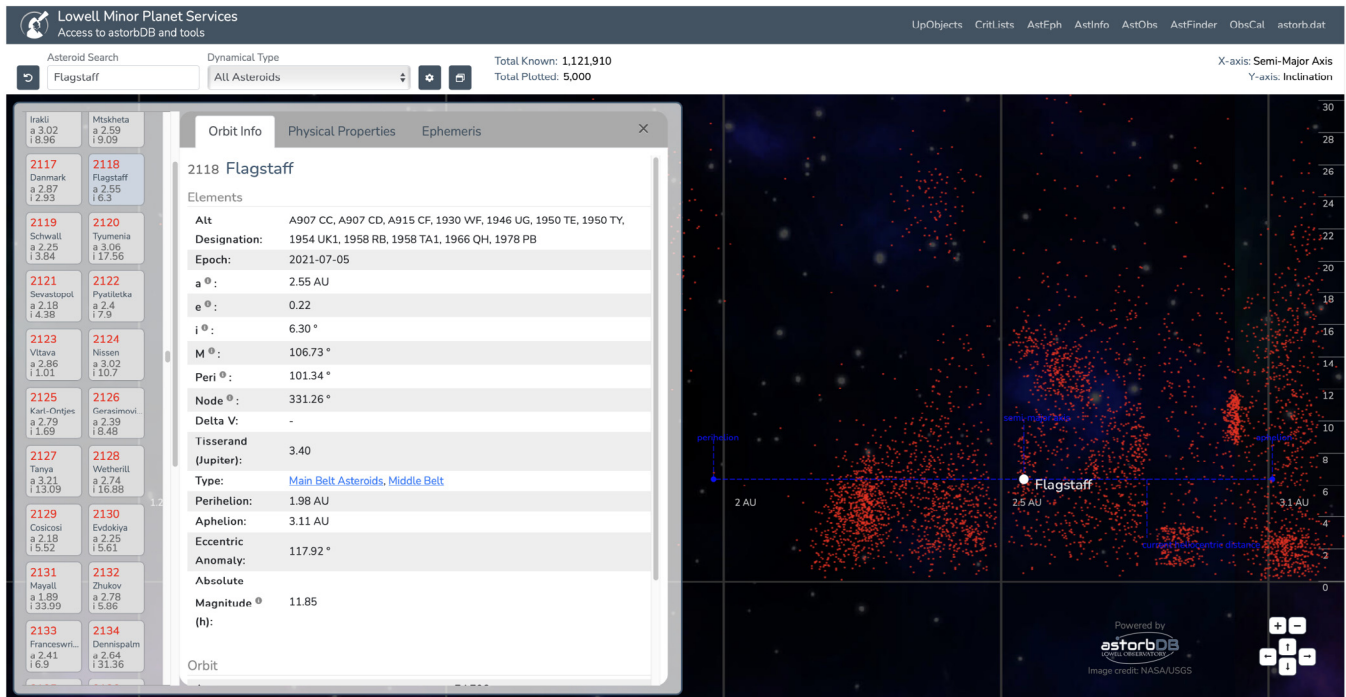 Lowell Minor Planet Services
Access to astorbDB and tools
UpObjects CritLists AstEph AstInfo AstObs AstFinder ObsCal astorb.dat
Asteroid Search
Flagstaff
Dynamical Type
All Asteroids
Total Known: 1,121,910
Total Plotted: 5,000
X-axis: Semi-Major Axis
Y-axis: Inclination
Irakli
a 3.02
i 8.96
Mtskheta
a 2.59
i 9.09
2117
Danmark
a 2.87
i 2.93
2118
Flagstaff
a 2.55
i 6.3
2119
Schwall
a 2.25
i 3.84
2120
Tyumenia
a 3.06
i 17.56
2121
Sevastopol
a 2.18
i 4.38
2122
Pyatiletka
a 2.4
i 7.9
2123
Vltava
a 2.86
i 1.01
2124
Nissen
a 3.02
i 10.7
2125
Karl-Ontjes
a 2.79
i 1.69
2126
Gerasimovi...
a 2.39
i 8.48
2127
Tanya
a 3.21
i 13.09
2128
Wetherill
a 2.74
i 16.88
2129
Cosicosi
a 2.18
i 5.52
2130
Evdokiya
a 2.25
i 5.61
2131
Mayall
a 1.89
i 33.99
2132
Zhukov
a 2.78
i 5.86
2133
Franceswri...
a 2.41
i 6.9
2134
Dennispalm
a 2.64
i 31.36
Orbit Info Physical Properties Ephemeris
2118 Flagstaff
Elements
Alt Designation: A907 CC, A907 CD, A915 CF, 1930 WF, 1946 UG, 1950 TE, 1950 TY,
1954 UK1, 1958 RB, 1958 TA1, 1966 QH, 1978 PB
Epoch: 2021-07-05
a : 2.55 AU
e : 0.22
i : 6.30 °
M : 106.73 °
Peri : 101.34 °
Node : 331.26 °
Delta V: -
Tisserand
(Jupiter): 3.40
Type: Main Belt Asteroids, Middle Belt
Perihelion: 1.98 AU
Aphelion: 3.11 AU
Eccentric
Anomaly: 117.92 °
Absolute
Magnitude
(h): 11.85
Orbit
30
28
26
24
22
20
18
16
14
12
10
8
6
4
2
0
perihelion
Flagstaff
2 AU
2.5 AU
3.1 AU
Powered by
astorbDB
LOWELL OBSERVATORY
Image credit: NASA/USGS